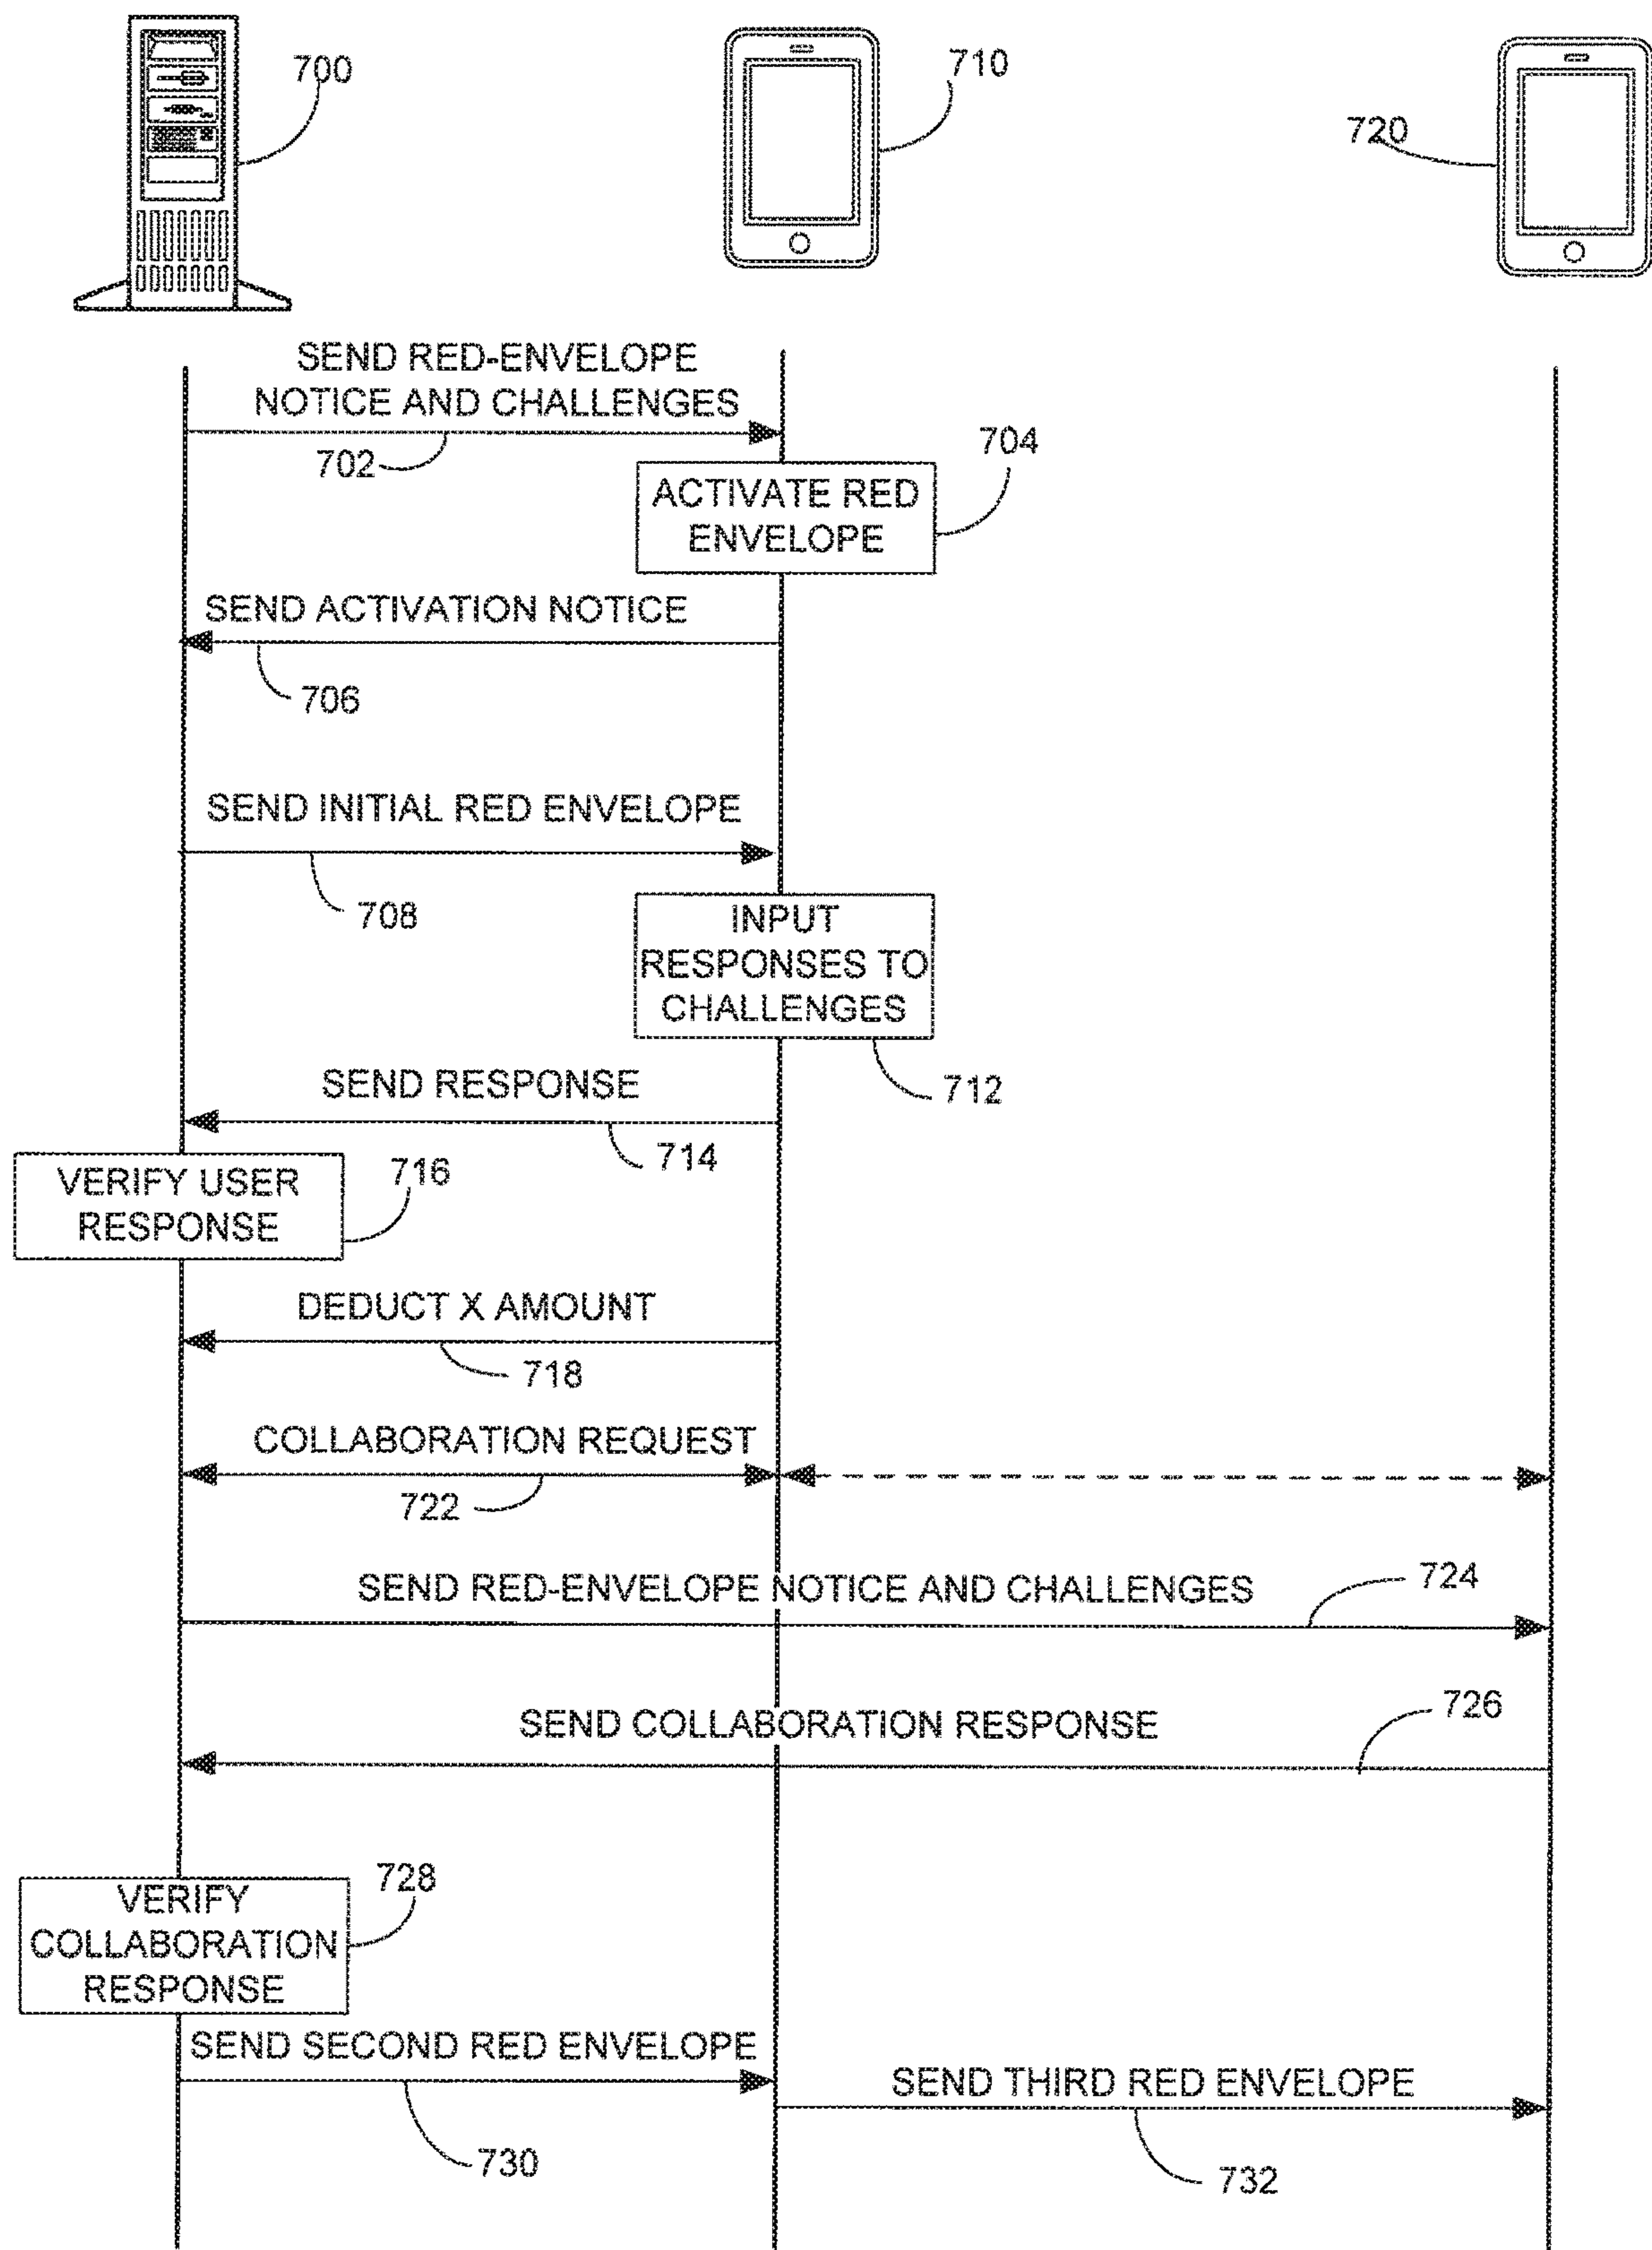 700
710
720
SEND RED-ENVELOPE
NOTICE AND CHALLENGES
702
704
ACTIVATE RED
ENVELOPE
SEND ACTIVATION NOTICE
706
SEND INITIAL RED ENVELOPE
708
INPUT
RESPONSES TO
CHALLENGES
712
SEND RESPONSE
714
VERIFY USER
RESPONSE
716
DEDUCT X AMOUNT
718
COLLABORATION REQUEST
722
SEND RED-ENVELOPE NOTICE AND CHALLENGES
724
SEND COLLABORATION RESPONSE
726
VERIFY
COLLABORATION
RESPONSE
728
SEND SECOND RED ENVELOPE
730
SEND THIRD RED ENVELOPE
732